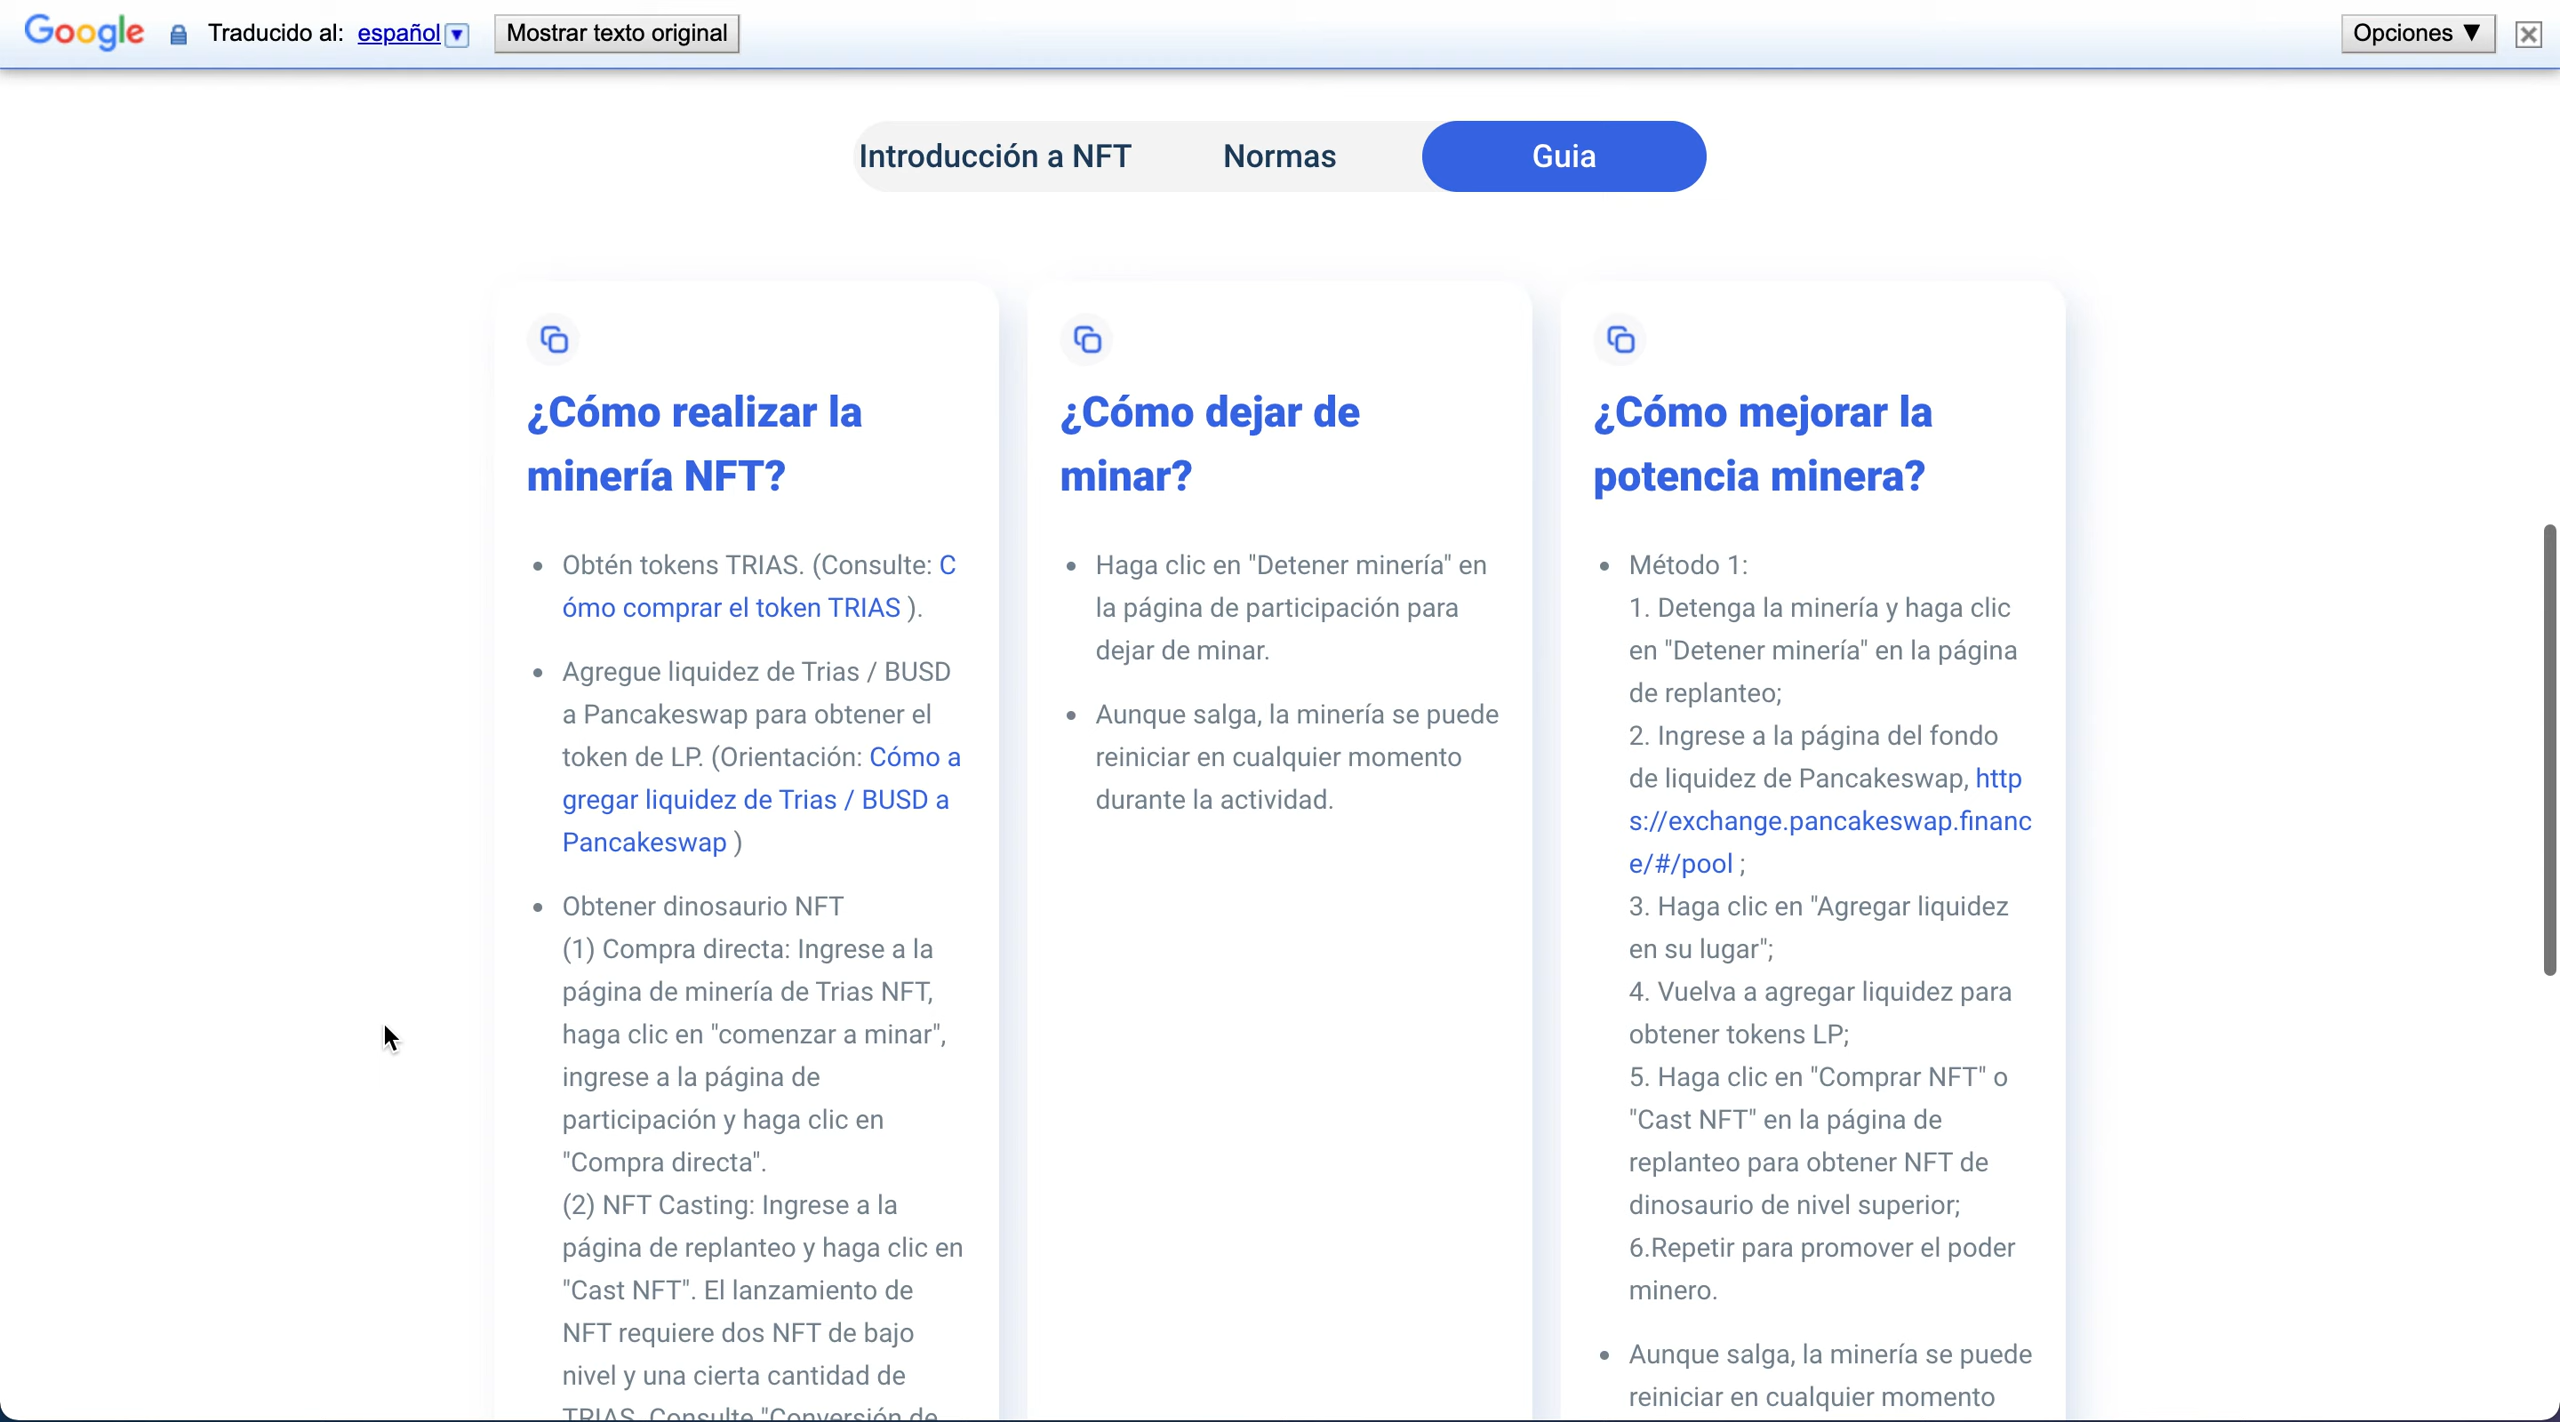 Google Traducido al: español Mostrar texto original Opciones ▼
Introducción a NFT Normas Guia
¿Cómo realizar la
minería NFT?
Obtén tokens TRIAS. (Consulte: C
ómo comprar el token TRIAS ).
Agregue liquidez de Trias / BUSD
a Pancakeswap para obtener el
token de LP. (Orientación: Cómo a
gregar liquidez de Trias / BUSD a
Pancakeswap )
Obtener dinosaurio NFT
(1) Compra directa: Ingrese a la
página de minería de Trias NFT,
haga clic en "comenzar a minar",
ingrese a la página de
participación y haga clic en
"Compra directa".
(2) NFT Casting: Ingrese a la
página de replanteo y haga clic en
"Cast NFT". El lanzamiento de
NFT requiere dos NFT de bajo
nivel y una cierta cantidad de
TRIAS. Consulte "Conversión de
¿Cómo dejar de
minar?
Haga clic en "Detener minería" en
la página de participación para
dejar de minar.
Aunque salga, la minería se puede
reiniciar en cualquier momento
durante la actividad.
¿Cómo mejorar la
potencia minera?
Método 1:
1. Detenga la minería y haga clic
en "Detener minería" en la página
de replanteo;
2. Ingrese a la página del fondo
de liquidez de Pancakeswap, http
s://exchange.pancakeswap.financ
e/#/pool ;
3. Haga clic en "Agregar liquidez
en su lugar";
4. Vuelva a agregar liquidez para
obtener tokens LP;
5. Haga clic en "Comprar NFT" o
"Cast NFT" en la página de
replanteo para obtener NFT de
dinosaurio de nivel superior;
6.Repetir para promover el poder
minero.
Aunque salga, la minería se puede
reiniciar en cualquier momento